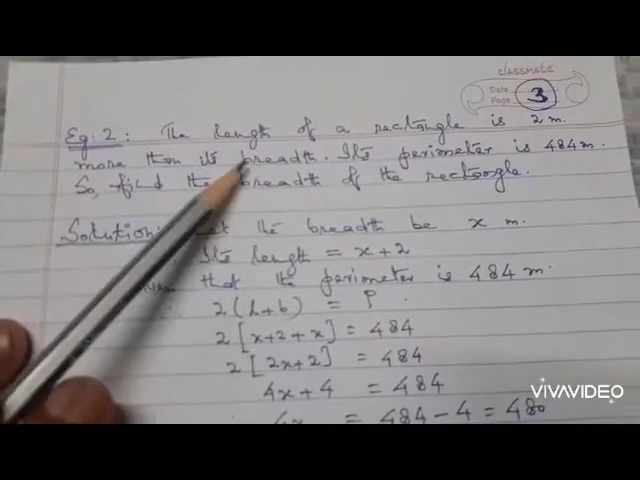 classmate
Date
Page 3
Eg: 2: The length of a rectangle is 2 m.
more than its breadth. Its perimeter is 484 m.
So, find the breadth of the rectangle.
Solution: Let the breadth be x m.
Its length = x+2
that the perimeter is 484 m.
2(l+b) = P.
2[x+2+x] = 484
2[2x+2] = 484
4x+4 = 484
4x = 484-4 = 480
VIVAVIDEO